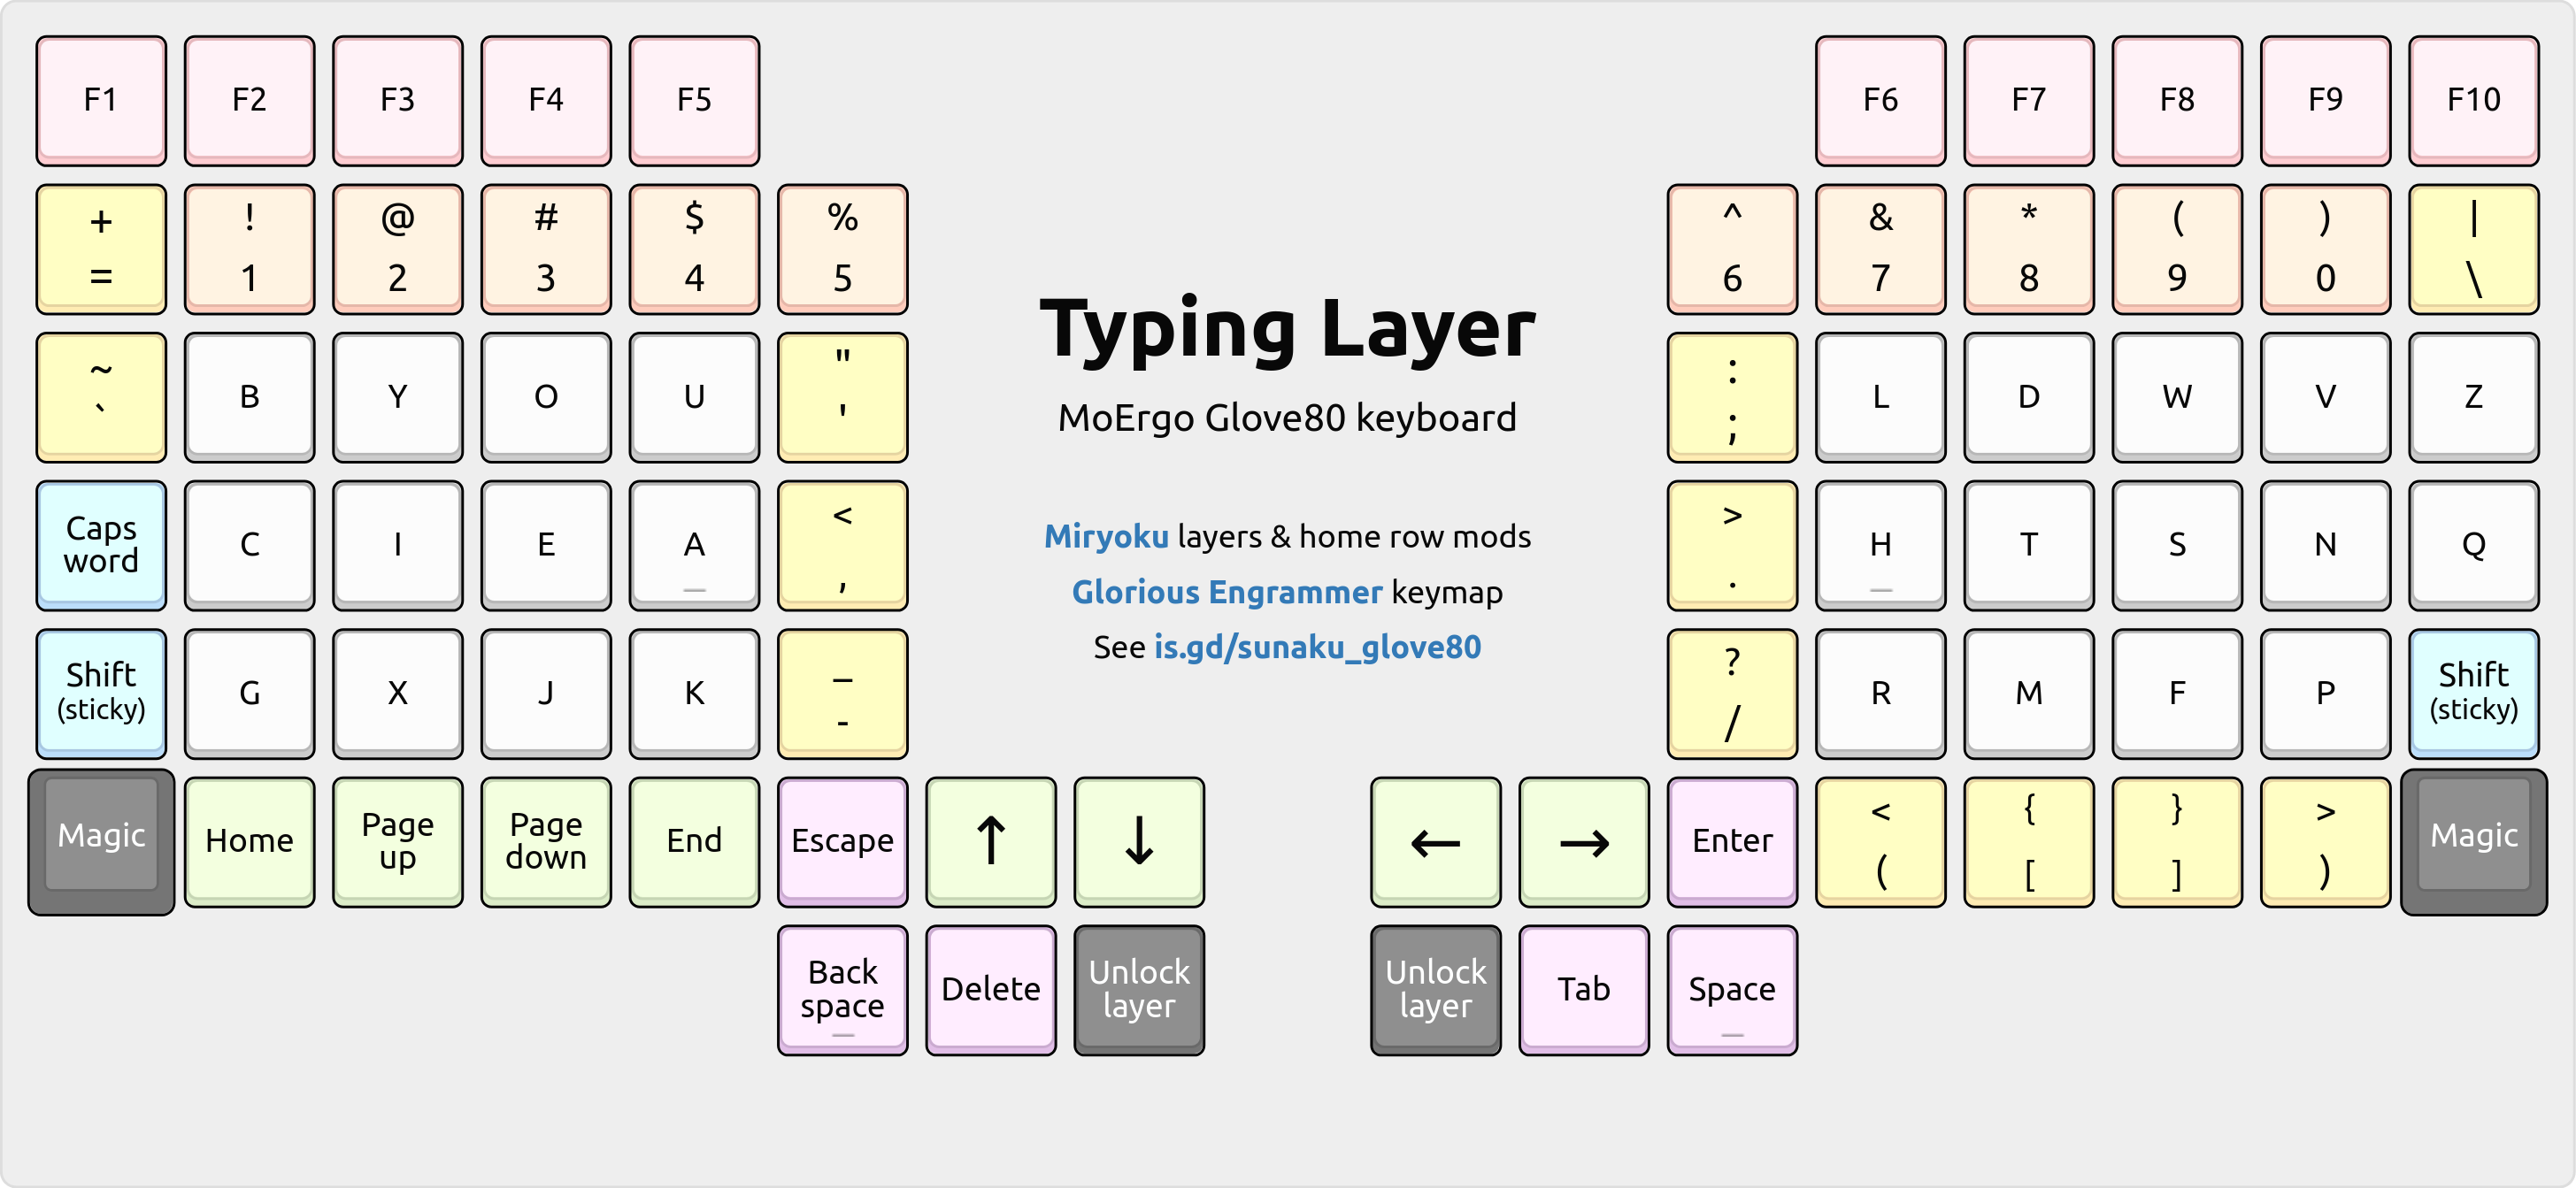 F1 F2 F3 F4 F5 F6 F7 F8 F9 F10
+ ! @ # $ % ^ & * ( ) |
= 1 2 3 4 5 6 7 8 9 0 \
Typing Layer
~ " :
B Y O U L D W V Z
` ' ;
MoErgo Glove80 keyboard
Caps < >
word C I E A H T S N Q
_ , . _
Miryoku layers & home row mods
Glorious Engrammer keymap
See is.gd/sunaku_glove80
Shift _ ? Shift
(sticky) G X J K R M F P (sticky)
- /
Magic Home Page Page End Escape ↑ ↓ ← → Enter < { } > Magic
up down ( [ ] )
Back Delete Unlock Unlock Tab Space
space layer layer
_ _